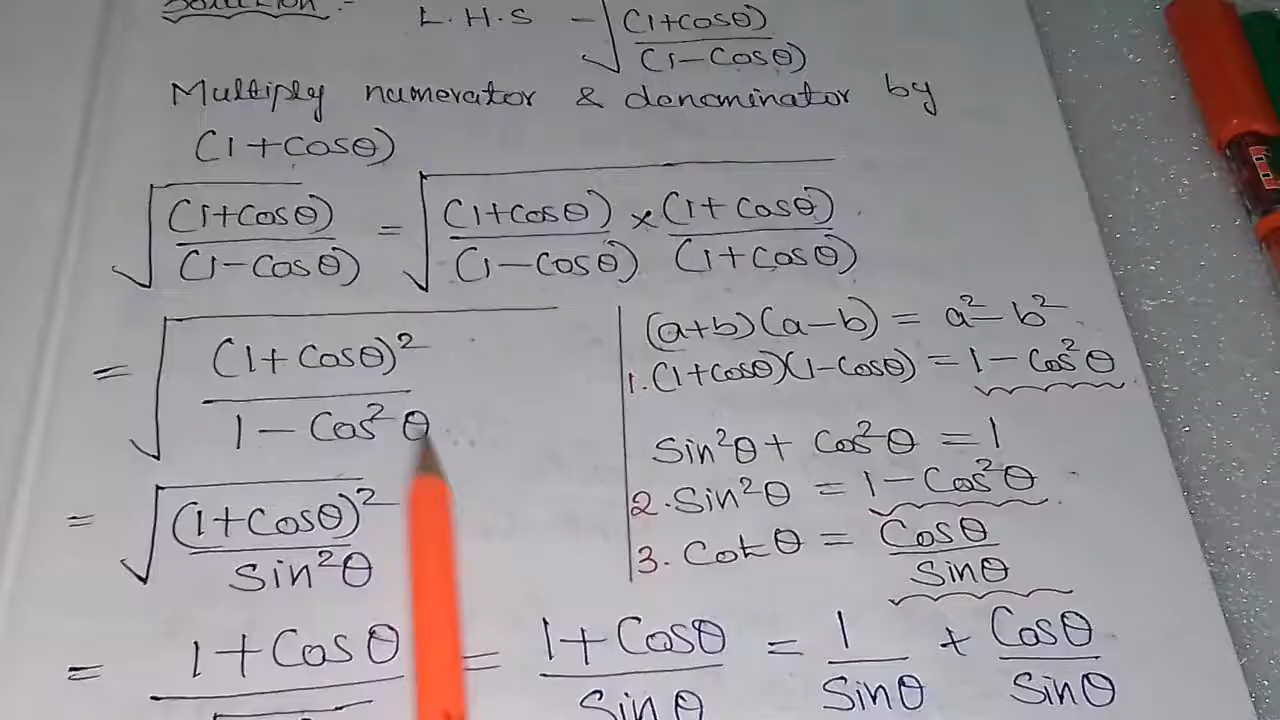 Solution :-
L.H.S - √(1+Cosθ)/(1-Cosθ)
Multiply numerator & denominator by
(1+Cosθ)
√(1+Cosθ)/(1-Cosθ) = √(1+Cosθ)/(1-Cosθ) × (1+Cosθ)/(1+Cosθ)
= √(1+Cosθ)²/1-Cos²θ
= √(1+Cosθ)²/Sin²θ
(a+b)(a-b) = a²-b²
1. (1+Cosθ)(1-Cosθ) = 1-Cos²θ
Sin²θ + Cos²θ = 1
2. Sin²θ = 1-Cos²θ
3. Cotθ = Cosθ/Sinθ
= 1+Cosθ = 1+Cosθ/Sinθ = 1/Sinθ + Cosθ/Sinθ